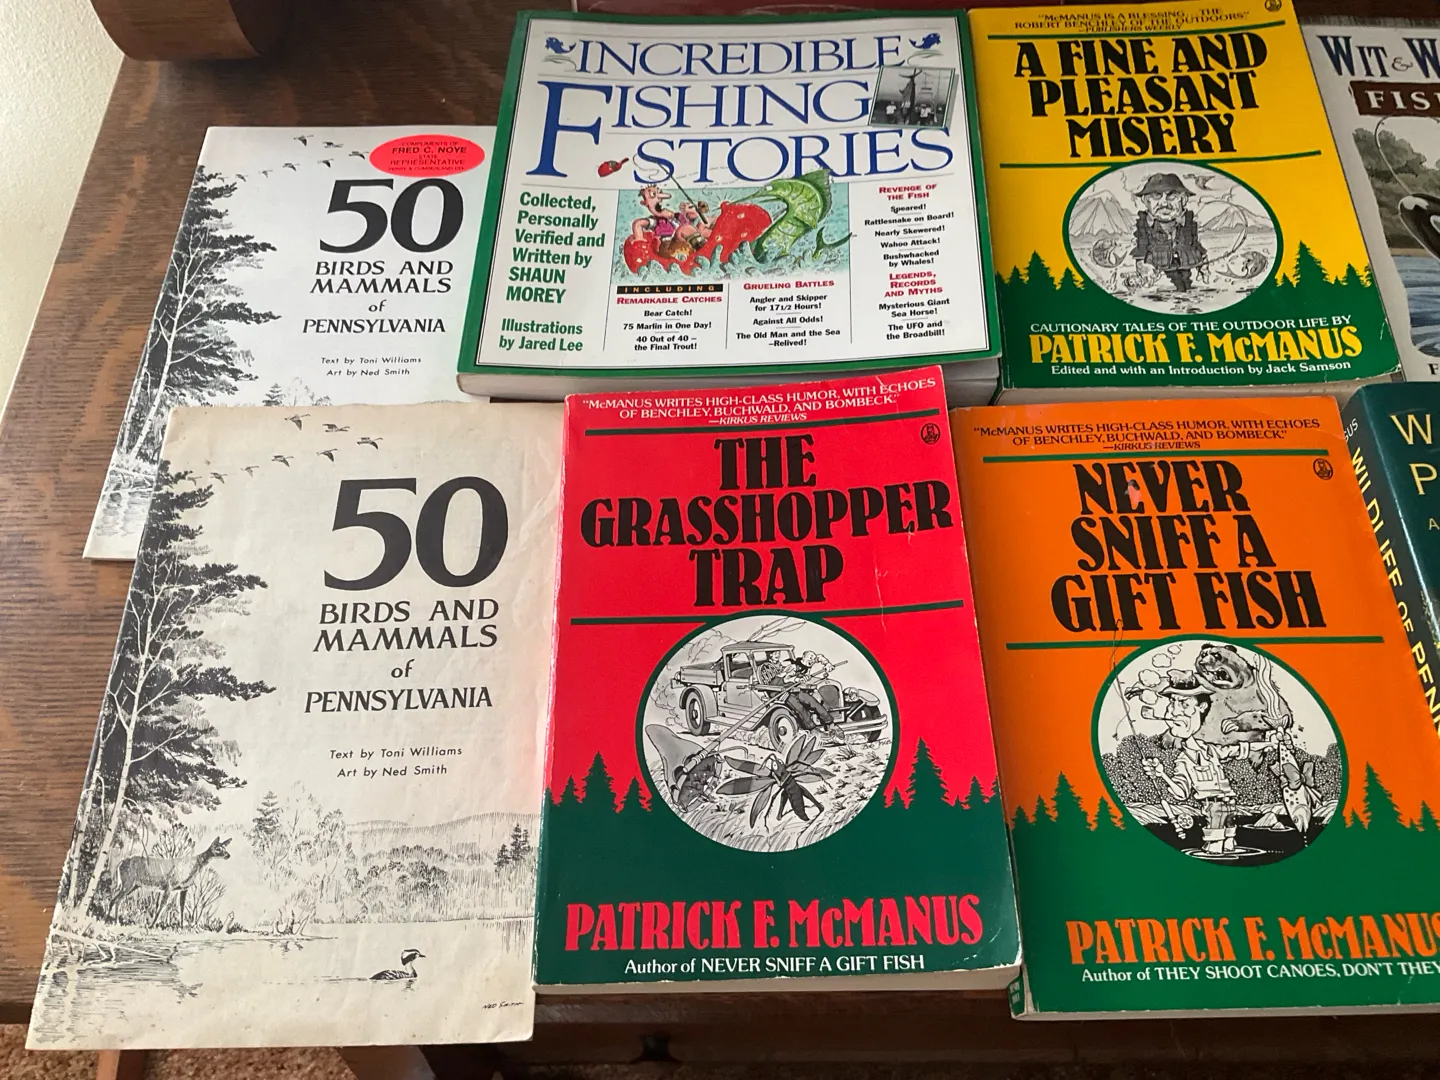 COMPLIMENTS OF
FRED C. NOYE
STATE
REPRESENTATIVE
50
BIRDS AND
MAMMALS
of
PENNSYLVANIA
Text by Toni Williams
Art by Ned Smith
INCREDIBLE
FISHING
STORIES
Collected,
Personally
Verified and
Written by
SHAUN
MOREY
Illustrations
by Jared Lee
INCLUDING
REMARKABLE CATCHES
Bear Catch!
75 Marlin in One Day!
40 Out of 40 –
the Final Trout!
GRUELING BATTLES
Angler and Skipper
for 17 1/2 Hours!
Against All Odds!
The Old Man and the Sea
–Relived!
REVENGE OF
THE FISH
Speared!
Rattlesnake on Board!
Nearly Skewered!
Wahoo Attack!
Bushwhacked
by Whales!
LEGENDS,
RECORDS
AND MYTHS
Mysterious Giant
Sea Horse!
The UFO and
the Broadbill!
"McMANUS IS A BLESSING... THE
ROBERT BENCHLEY OF THE OUTDOORS."
—PUBLISHERS WEEKLY
A FINE AND
PLEASANT
MISERY
CAUTIONARY TALES OF THE OUTDOOR LIFE BY
PATRICK F. McMANUS
Edited and with an Introduction by Jack Samson
WIT & W
FIS
F
50
BIRDS AND
MAMMALS
of
PENNSYLVANIA
Text by Toni Williams
Art by Ned Smith
NED SMITH
"McMANUS WRITES HIGH-CLASS HUMOR, WITH ECHOES
OF BENCHLEY, BUCHWALD, AND BOMBECK."
—KIRKUS REVIEWS
THE
GRASSHOPPER
TRAP
PATRICK F. McMANUS
Author of NEVER SNIFF A GIFT FISH
"McMANUS WRITES HIGH-CLASS HUMOR, WITH ECHOES
OF BENCHLEY, BUCHWALD, AND BOMBECK."
—KIRKUS REVIEWS
NEVER
SNIFF A
GIFT FISH
PATRICK F. McMANUS
Author of THEY SHOOT CANOES, DON'T THEY
WILDLIFE OF PENN
W
P
A